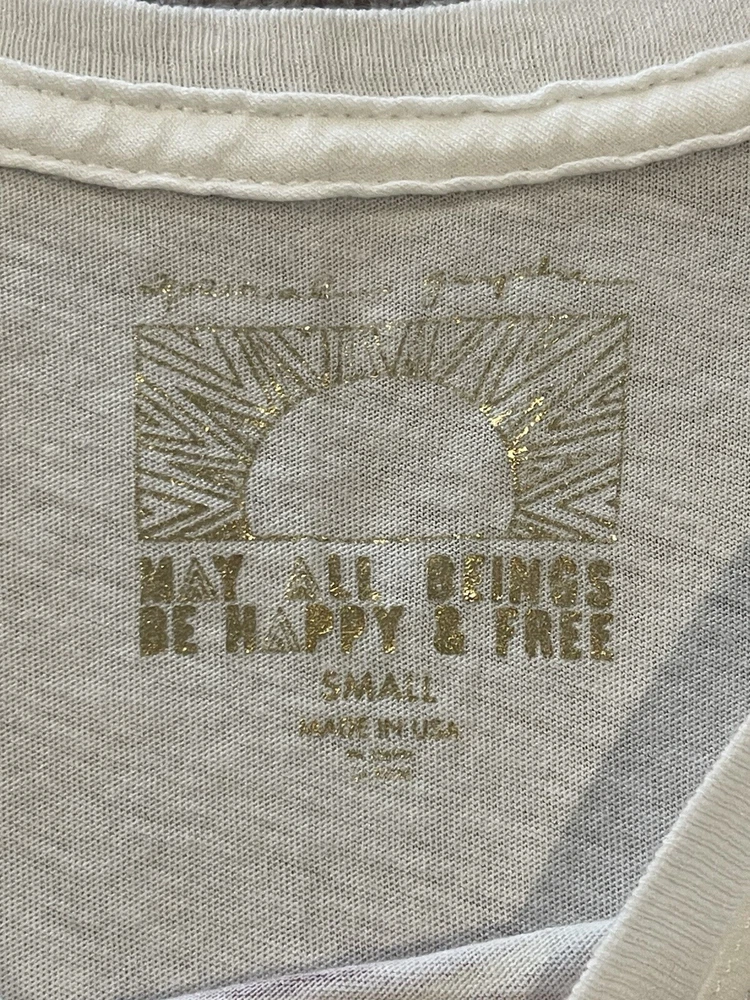 MAY ALL BEINGS
BE HAPPY & FREE
SMALL
MADE IN USA